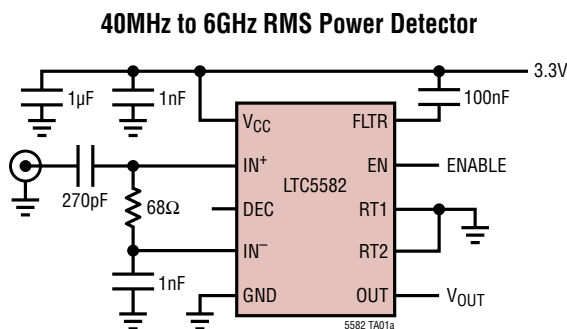 40MHz to 6GHz RMS Power Detector
3.3V
1µF
1nF
100nF
VCC
FLTR
IN+
EN
ENABLE
LTC5582
270pF
68Ω
DEC
RT1
IN−
RT2
1nF
GND
OUT
VOUT
5582 TA01a